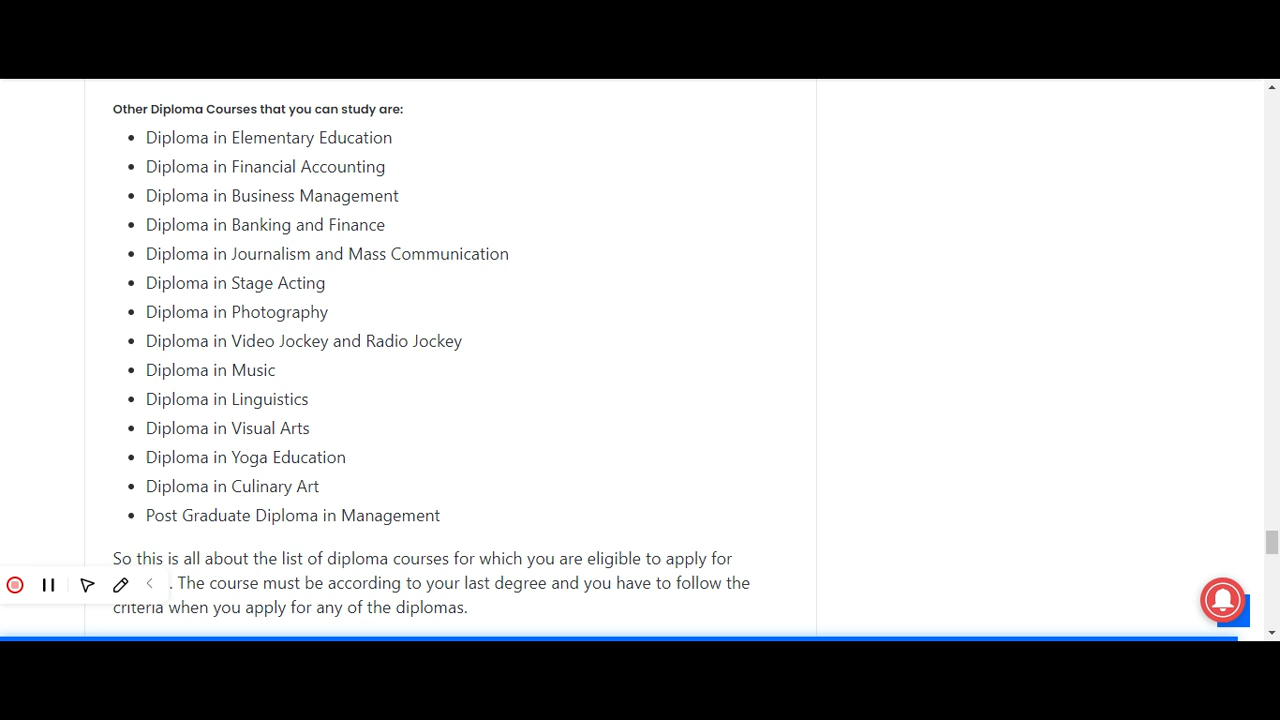 Other Diploma Courses that you can study are:
• Diploma in Elementary Education
• Diploma in Financial Accounting
• Diploma in Business Management
• Diploma in Banking and Finance
• Diploma in Journalism and Mass Communication
• Diploma in Stage Acting
• Diploma in Photography
• Diploma in Video Jockey and Radio Jockey
• Diploma in Music
• Diploma in Linguistics
• Diploma in Visual Arts
• Diploma in Yoga Education
• Diploma in Culinary Art
• Post Graduate Diploma in Management
So this is all about the list of diploma courses for which you are eligible to apply for
. The course must be according to your last degree and you have to follow the
criteria when you apply for any of the diplomas.